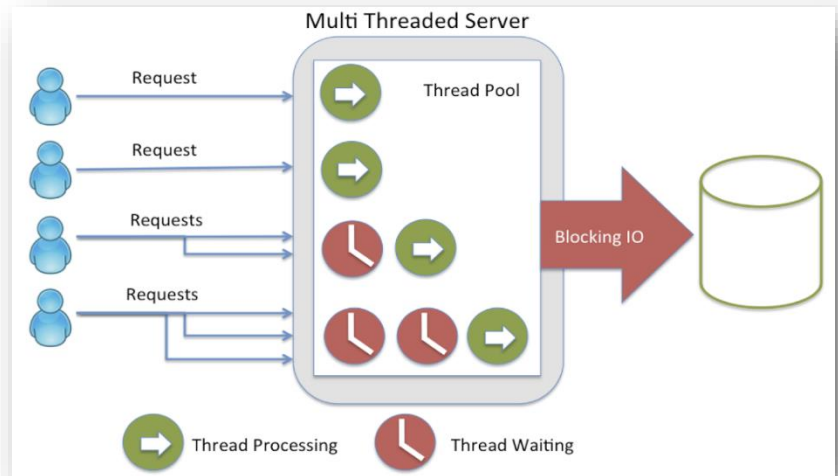 Multi Threaded Server
Request
Thread Pool
Request
Requests
Blocking IO
Requests
Thread Processing
Thread Waiting